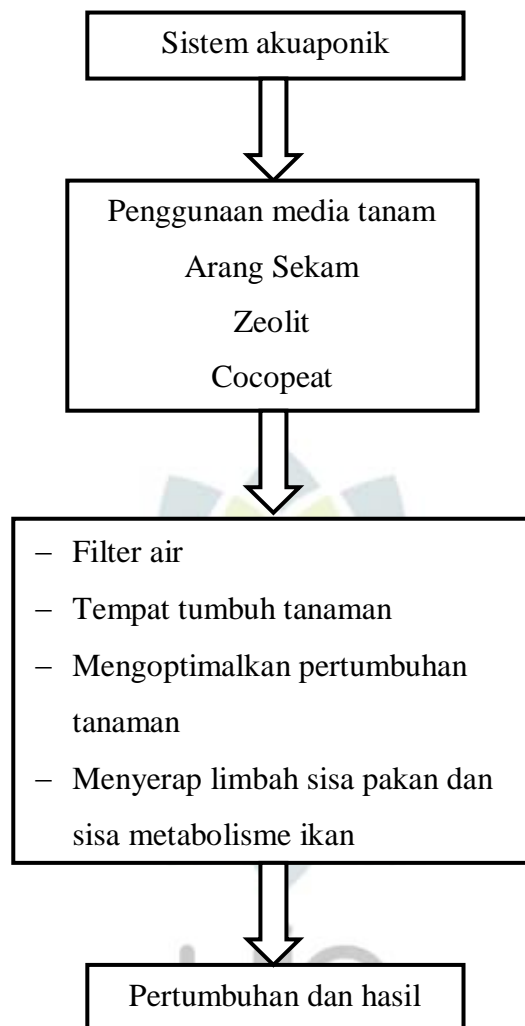 Sistem akuaponik
Penggunaan media tanam
Arang Sekam
Zeolit
Cocopeat
– Filter air
– Tempat tumbuh tanaman
– Mengoptimalkan pertumbuhan
tanaman
– Menyerap limbah sisa pakan dan
sisa metabolisme ikan
Pertumbuhan dan hasil